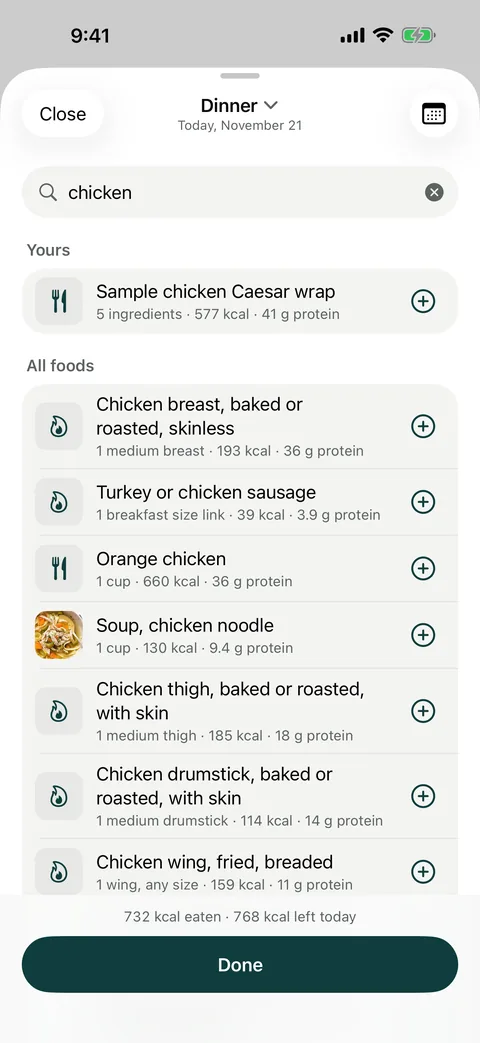 9:41
Close
Dinner
Today, November 21
chicken
Yours
Sample chicken Caesar wrap
5 ingredients · 577 kcal · 41 g protein
All foods
Chicken breast, baked or
roasted, skinless
1 medium breast · 193 kcal · 36 g protein
Turkey or chicken sausage
1 breakfast size link · 39 kcal · 3.9 g protein
Orange chicken
1 cup · 660 kcal · 36 g protein
Soup, chicken noodle
1 cup · 130 kcal · 9.4 g protein
Chicken thigh, baked or roasted,
with skin
1 medium thigh · 185 kcal · 18 g protein
Chicken drumstick, baked or
roasted, with skin
1 medium drumstick · 114 kcal · 14 g protein
Chicken wing, fried, breaded
1 wing, any size · 159 kcal · 11 g protein
732 kcal eaten · 768 kcal left today
Done